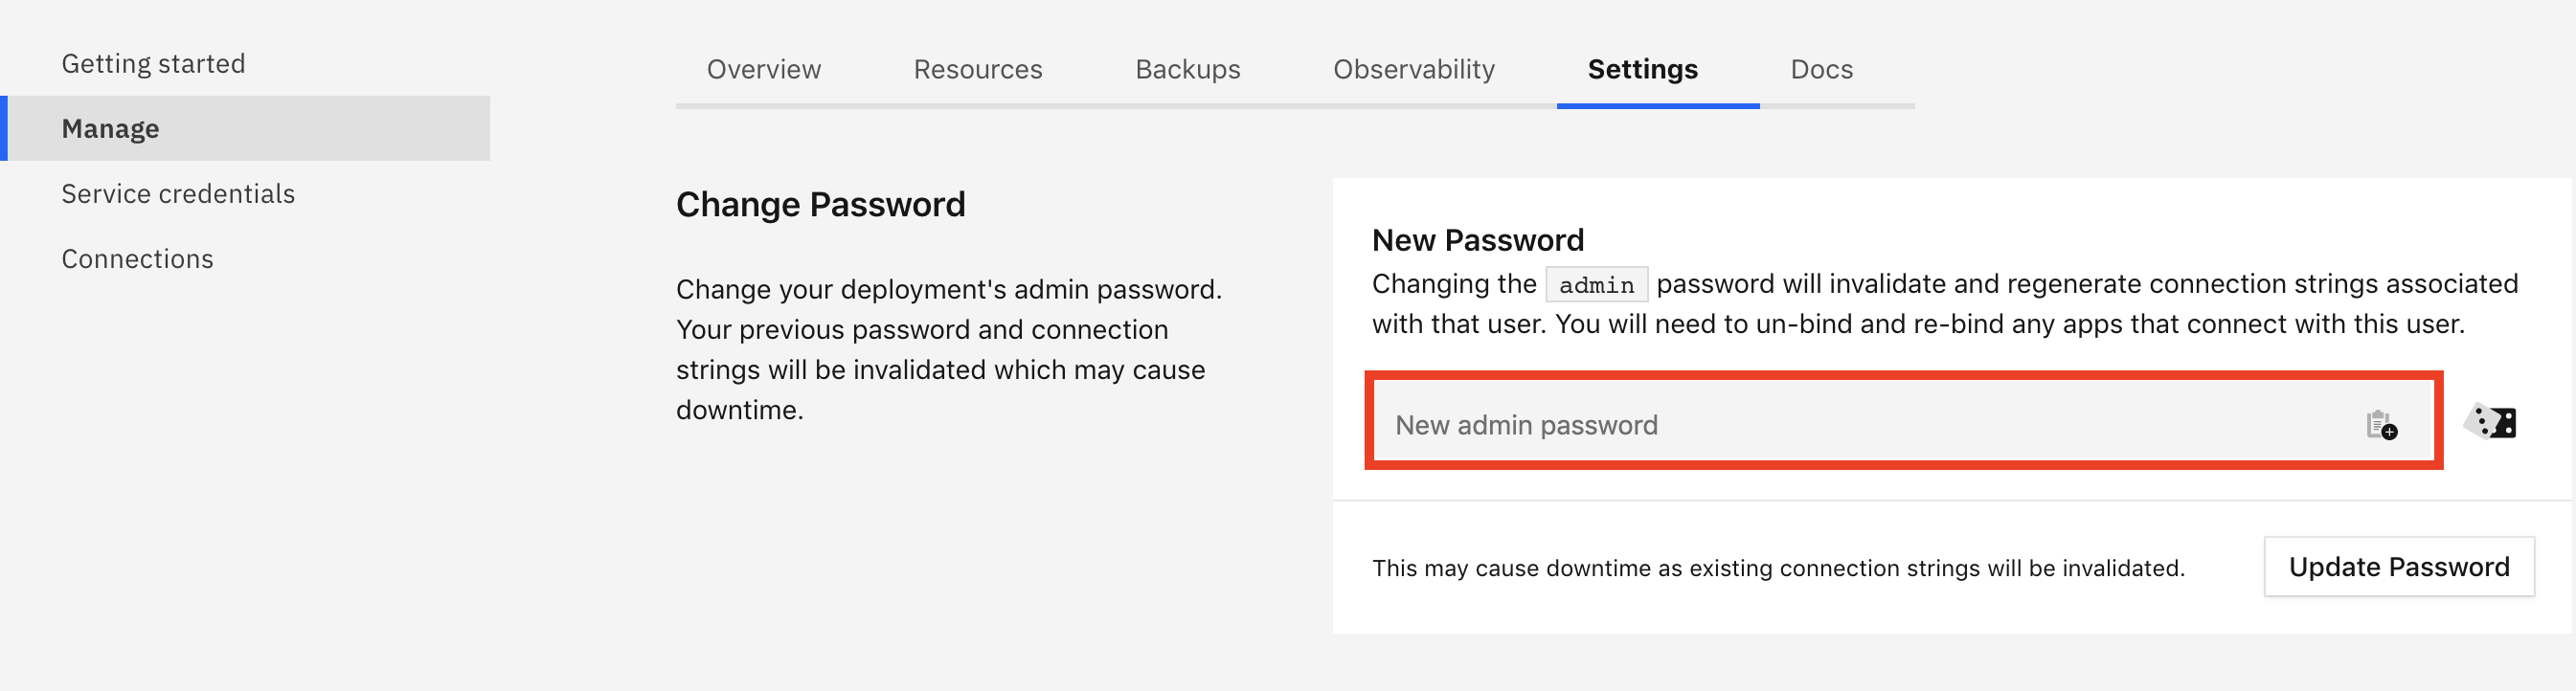 Getting started
Manage
Service credentials
Connections
Overview
Resources
Backups
Observability
Settings
Docs
Change Password
Change your deployment's admin password.
Your previous password and connection
strings will be invalidated which may cause
downtime.
New Password
Changing the admin password will invalidate and regenerate connection strings associated
with that user. You will need to un-bind and re-bind any apps that connect with this user.
New admin password
This may cause downtime as existing connection strings will be invalidated.
Update Password